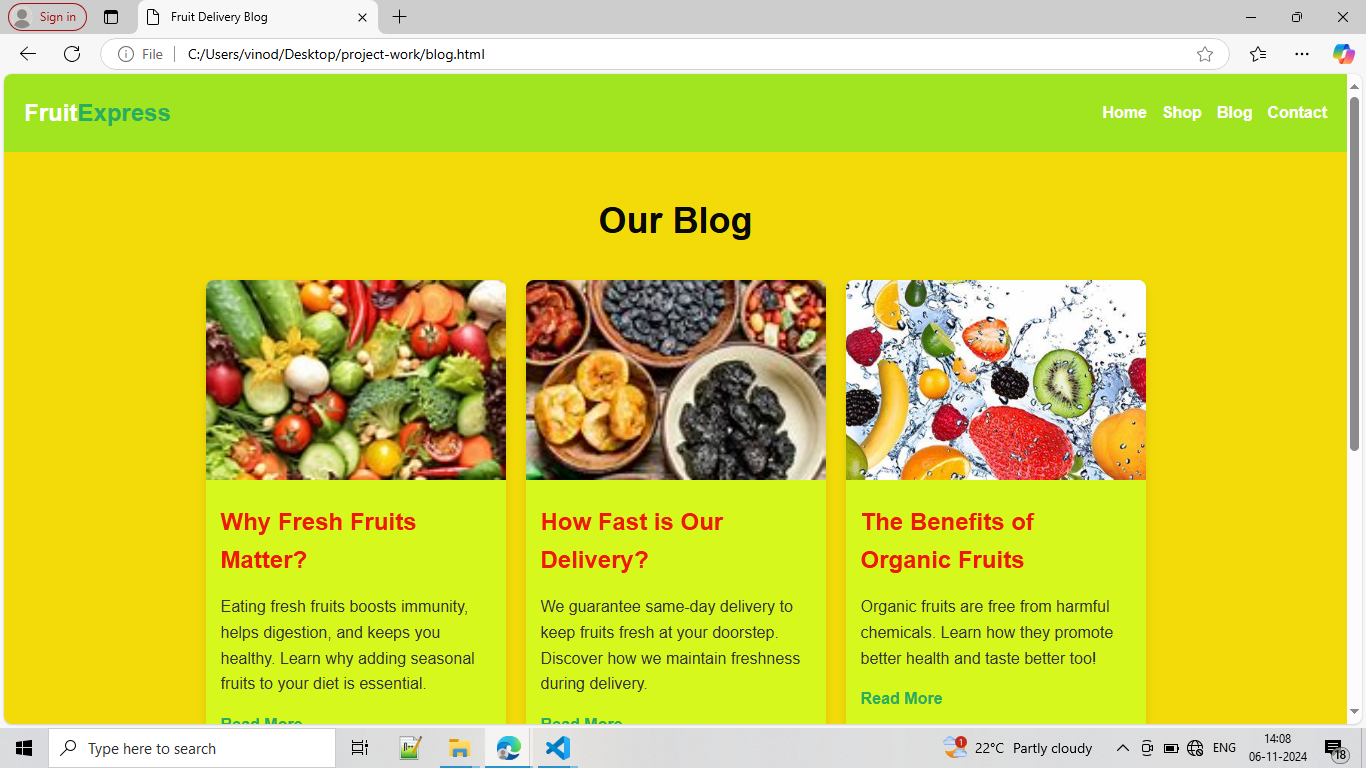 Sign in
Fruit Delivery Blog
File
C:/Users/vinod/Desktop/project-work/blog.html
FruitExpress
Home Shop Blog Contact
Our Blog
Why Fresh Fruits
Matter?
Eating fresh fruits boosts immunity,
helps digestion, and keeps you
healthy. Learn why adding seasonal
fruits to your diet is essential.
Read More
How Fast is Our
Delivery?
We guarantee same-day delivery to
keep fruits fresh at your doorstep.
Discover how we maintain freshness
during delivery.
Read More
The Benefits of
Organic Fruits
Organic fruits are free from harmful
chemicals. Learn how they promote
better health and taste better too!
Read More
Type here to search
1
22°C Partly cloudy
ENG
14:08
06-11-2024
18